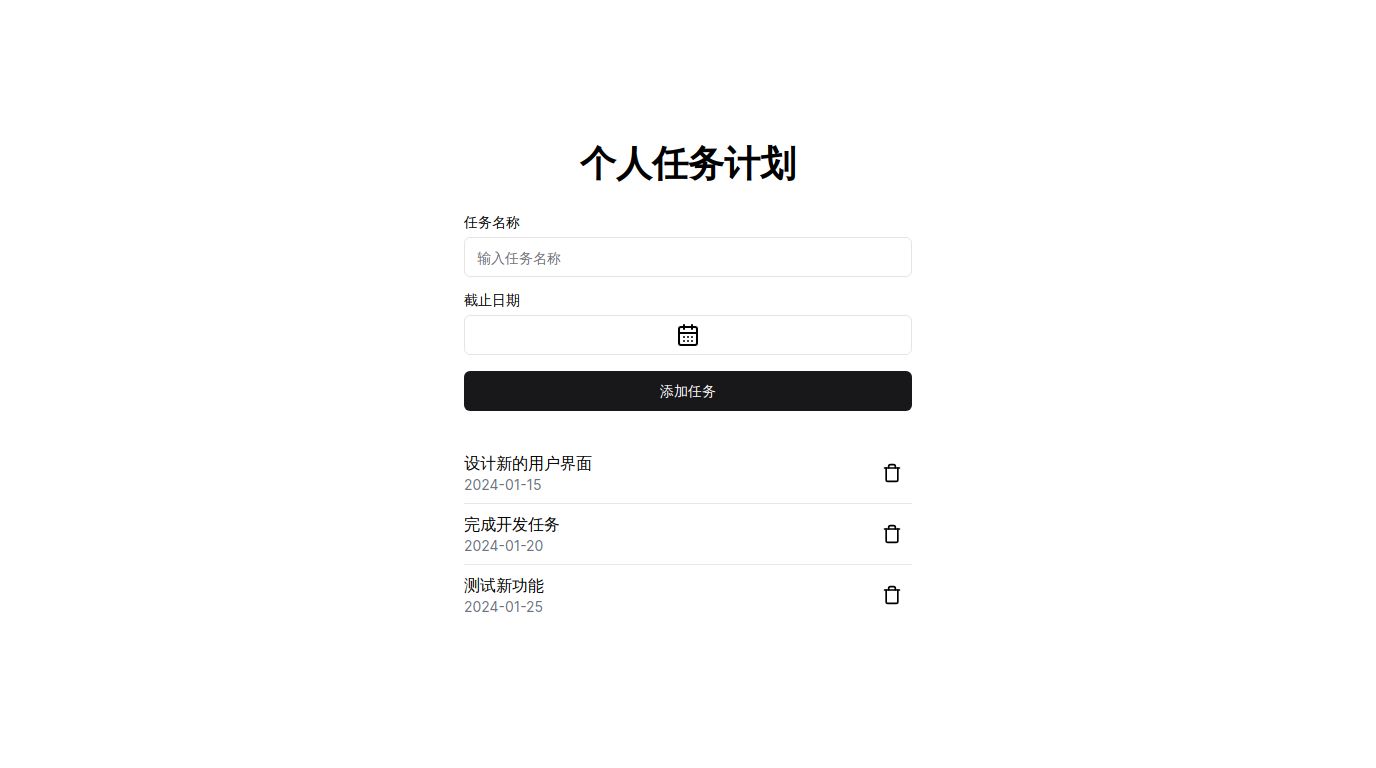 个人任务计划
任务名称
输入任务名称
截止日期
添加任务
设计新的用户界面
2024-01-15
完成开发任务
2024-01-20
测试新功能
2024-01-25